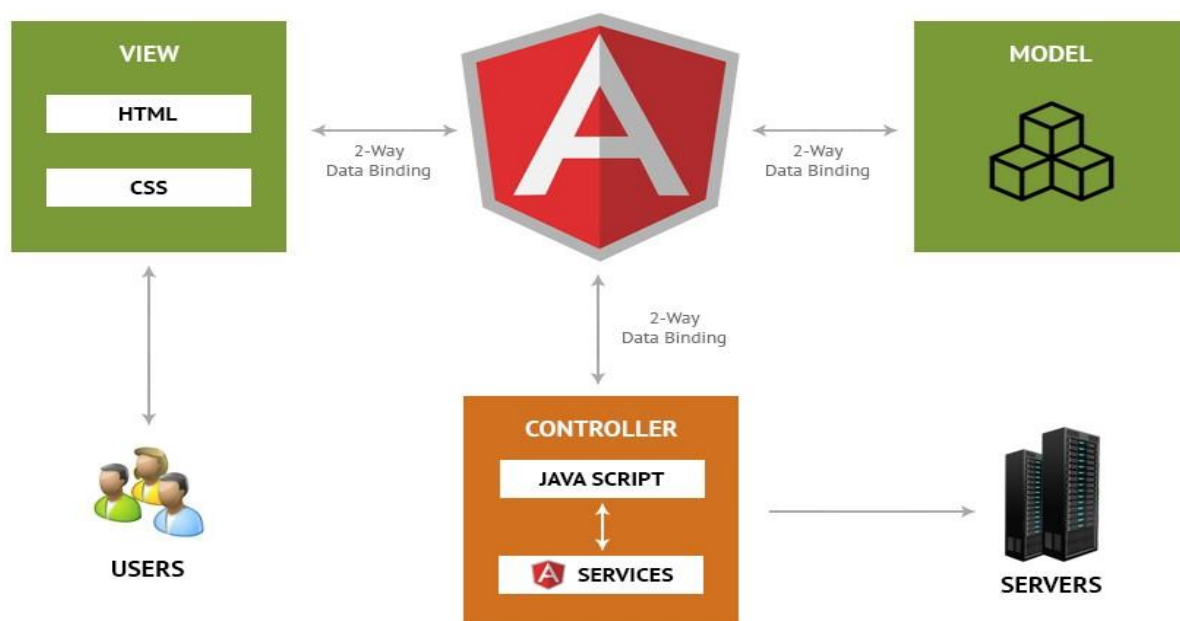 VIEW
HTML
CSS
2-Way
Data Binding
A
2-Way
Data Binding
MODEL
2-Way
Data Binding
USERS
CONTROLLER
JAVA SCRIPT
A SERVICES
SERVERS